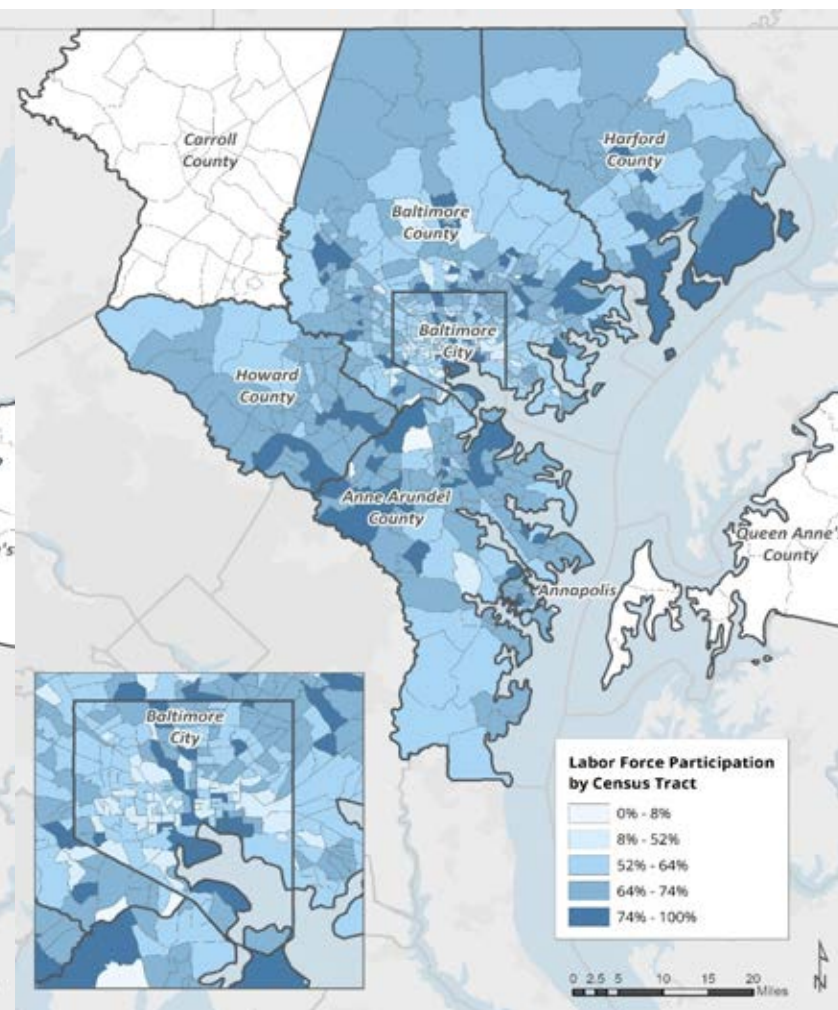 Carroll
County
Harford
County
Baltimore
County
Baltimore
City
Howard
County
Anne Arundel
County
Queen Anne's
County
Annapolis
's
Baltimore
City
Labor Force Participation
by Census Tract
0% - 8%
8% - 52%
52% - 64%
64% - 74%
74% - 100%
0 2.5 5 10 15 20
Miles
N